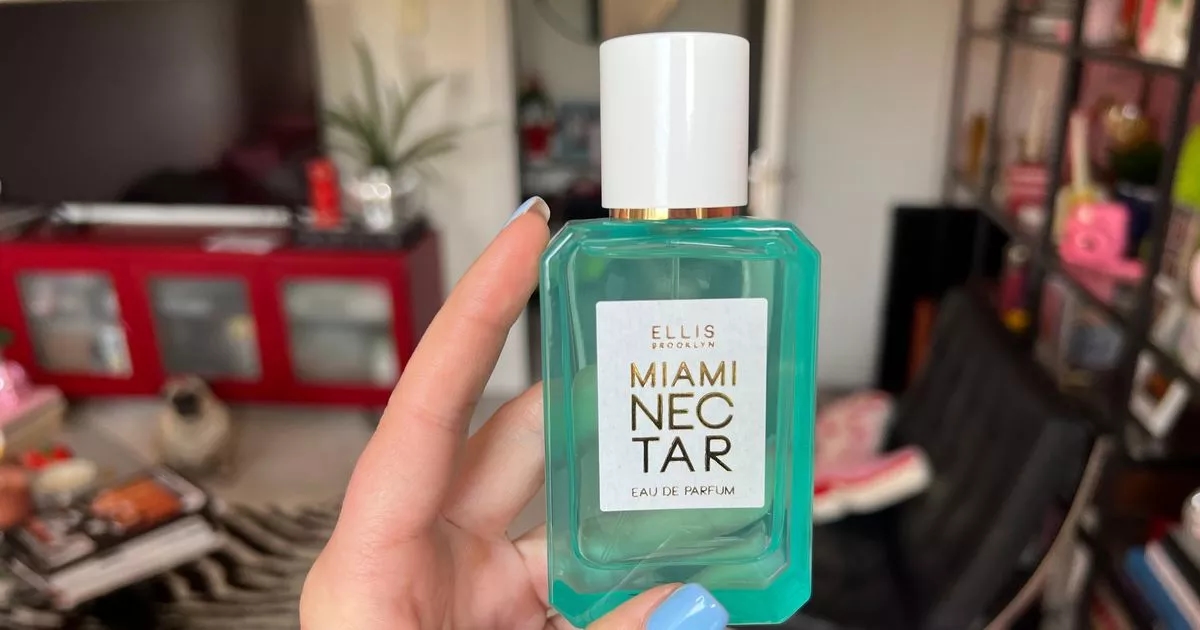 ELLIS
BROOKLYN
MIAMI
NEC
TAR
EAU DE PARFUM